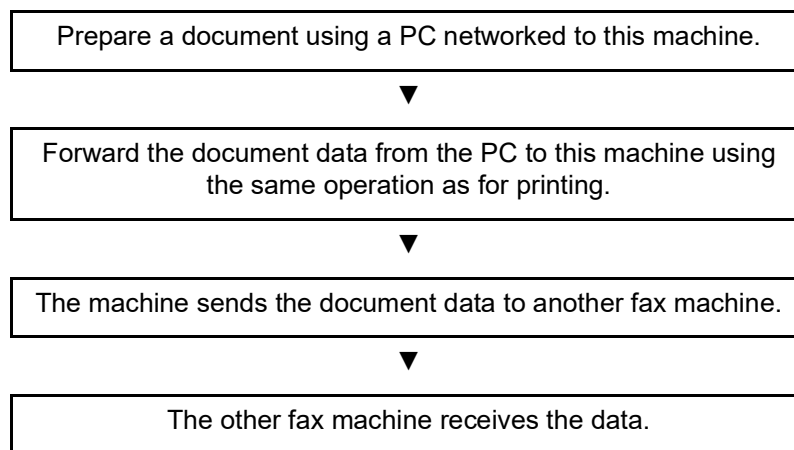 Prepare a document using a PC networked to this machine.
Forward the document data from the PC to this machine using
the same operation as for printing.
The machine sends the document data to another fax machine.
The other fax machine receives the data.